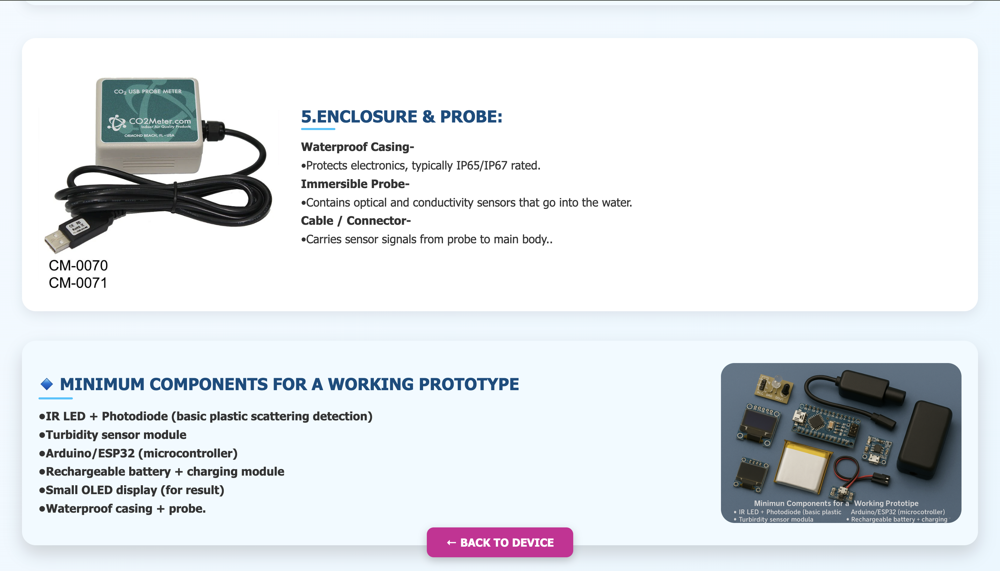 CO2 USB PROBE METER
CO2Meter.com
Indoor Air Quality Products
ORMOND BEACH, FL • USA
CE FC
RoHS
CM-0070
CM-0071
5.ENCLOSURE & PROBE:
Waterproof Casing-
•Protects electronics, typically IP65/IP67 rated.
Immersible Probe-
•Contains optical and conductivity sensors that go into the water.
Cable / Connector-
•Carries sensor signals from probe to main body..
🔹 MINIMUM COMPONENTS FOR A WORKING PROTOTYPE
•IR LED + Photodiode (basic plastic scattering detection)
•Turbidity sensor module
•Arduino/ESP32 (microcontroller)
•Rechargeable battery + charging module
•Small OLED display (for result)
•Waterproof casing + probe.
VCC GRD DOUT
Minimun Components for a Working Prototipe
• IR LED + Photodiode (basic plastic Arduino/ESP32 (microcotroller)
• Turbirdity sensor modula • Rechargeable battery + charging
← BACK TO DEVICE